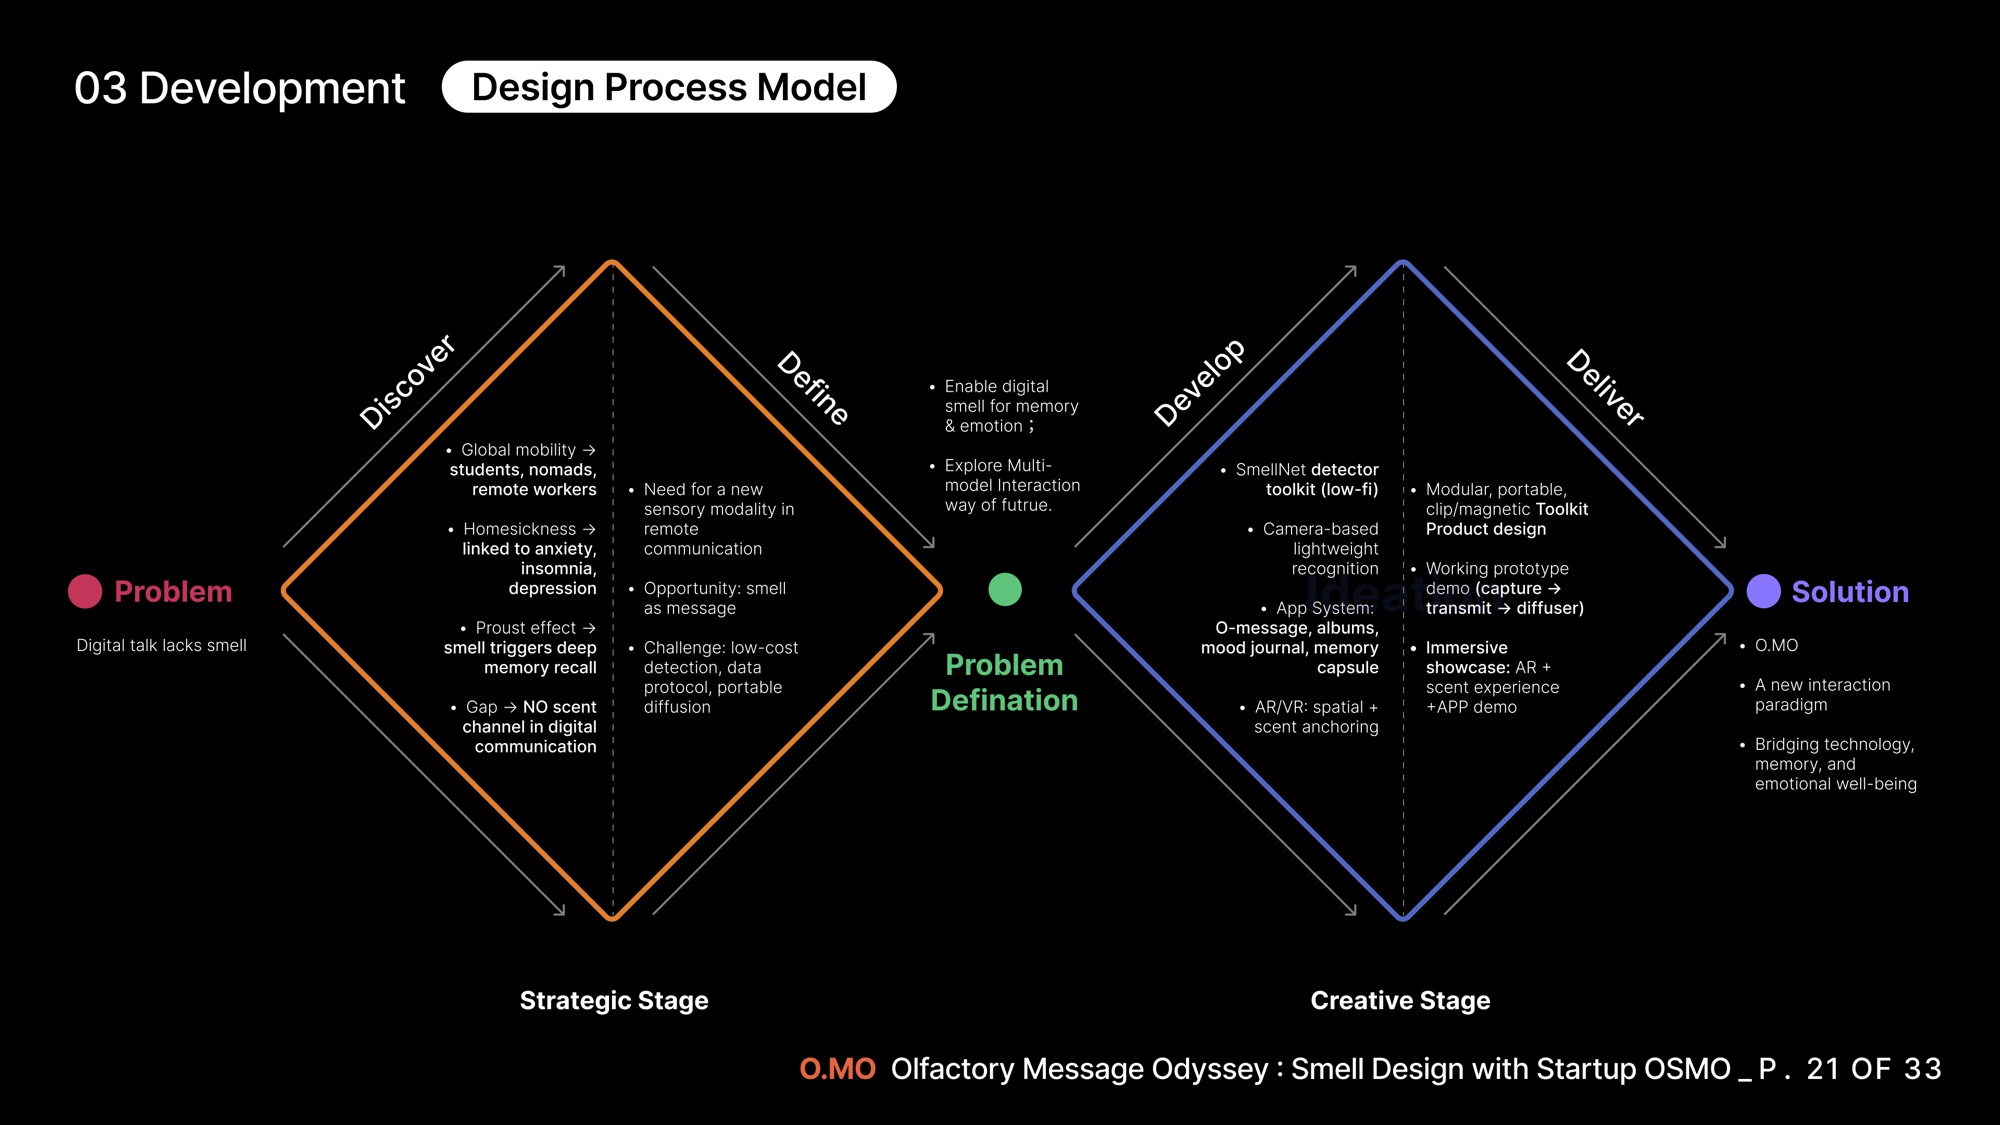 03 Development
Design Process Model
Discover
Define
Develop
Deliver
Problem
Digital talk lacks smell
• Global mobility →
students, nomads,
remote workers
• Homesickness →
linked to anxiety,
insomnia,
depression
• Proust effect →
smell triggers deep
memory recall
• Gap → NO scent
channel in digital
communication
• Need for a new
sensory modality in
remote
communication
• Opportunity: smell
as message
• Challenge: low-cost
detection, data
protocol, portable
diffusion
• Enable digital
smell for memory
& emotion ;
• Explore Multi-
model Interaction
way of futrue.
Problem
Defination
• SmellNet detector
toolkit (low-fi)
• Camera-based
lightweight
recognition
• App System:
O-message, albums,
mood journal, memory
capsule
• AR/VR: spatial +
scent anchoring
Ideation
• Modular, portable,
clip/magnetic Toolkit
Product design
• Working prototype
demo (capture →
transmit → diffuser)
• Immersive
showcase: AR +
scent experience
+APP demo
Solution
• O.MO
• A new interaction
paradigm
• Bridging technology,
memory, and
emotional well-being
Strategic Stage
Creative Stage
O.MO Olfactory Message Odyssey : Smell Design with Startup OSMO _ P . 21 OF 33